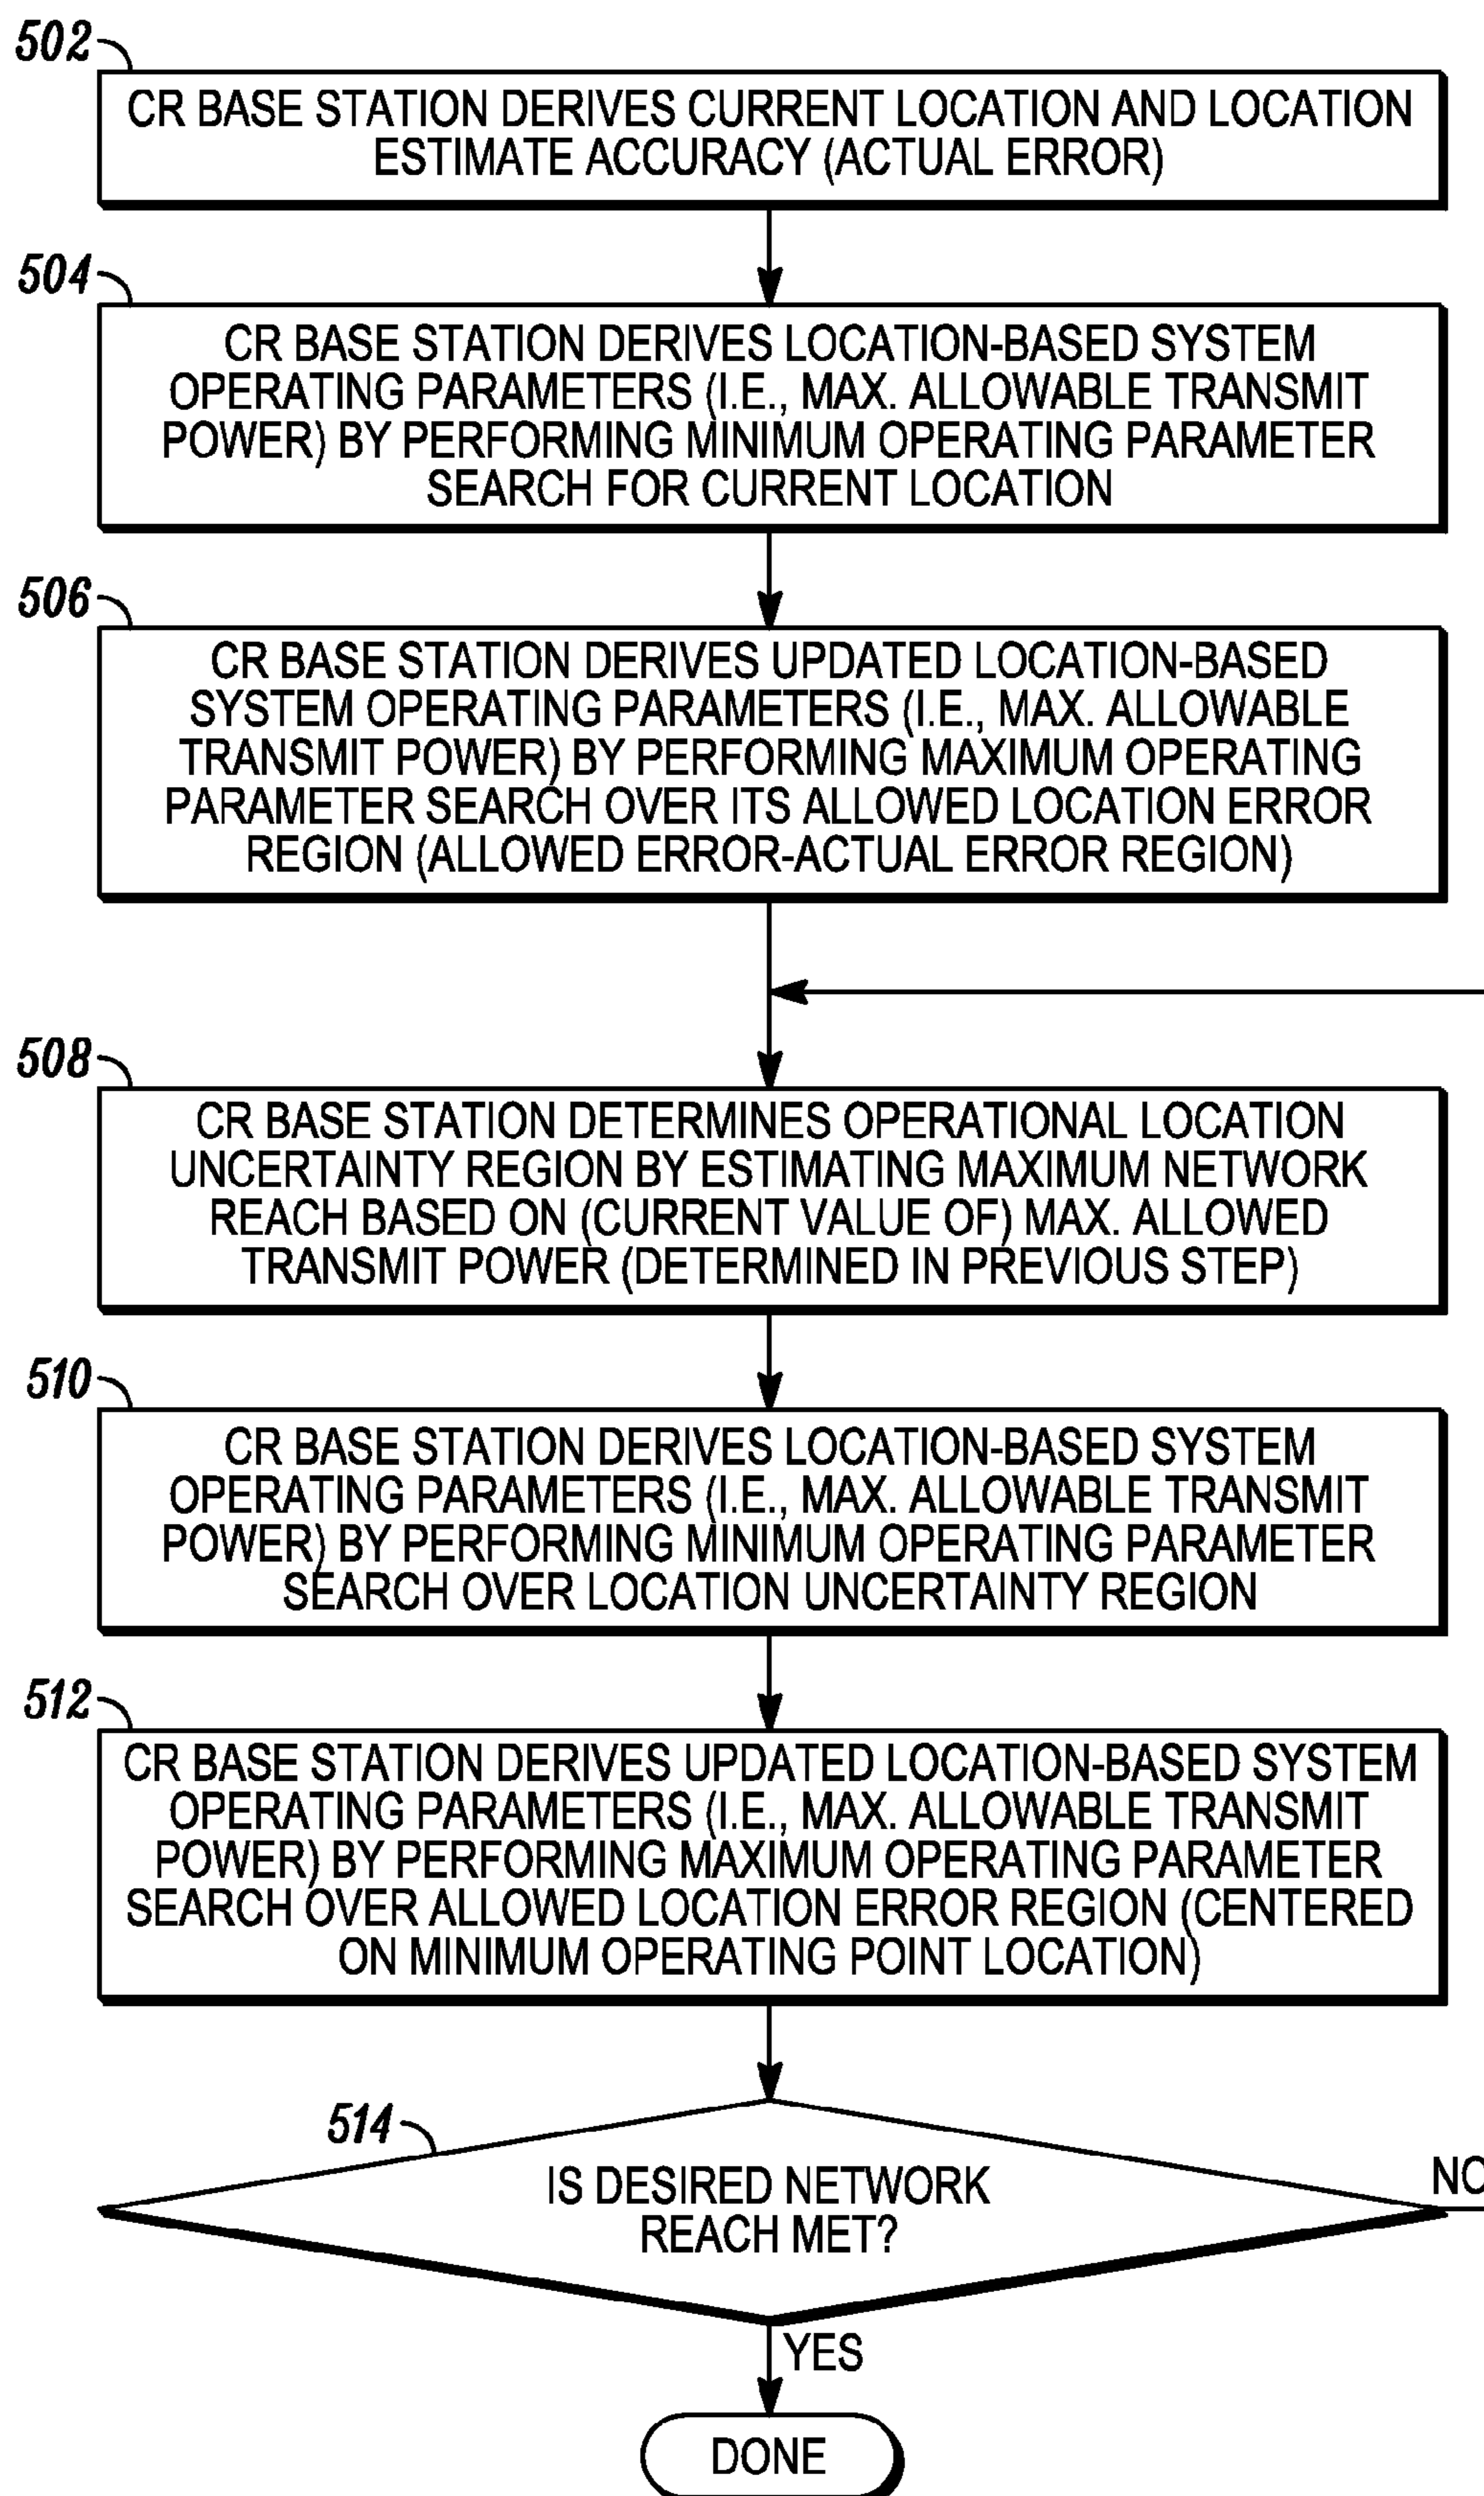 502
CR BASE STATION DERIVES CURRENT LOCATION AND LOCATION
ESTIMATE ACCURACY (ACTUAL ERROR)
504
CR BASE STATION DERIVES LOCATION-BASED SYSTEM
OPERATING PARAMETERS (I.E., MAX. ALLOWABLE TRANSMIT
POWER) BY PERFORMING MINIMUM OPERATING PARAMETER
SEARCH FOR CURRENT LOCATION
506
CR BASE STATION DERIVES UPDATED LOCATION-BASED
SYSTEM OPERATING PARAMETERS (I.E., MAX. ALLOWABLE
TRANSMIT POWER) BY PERFORMING MAXIMUM OPERATING
PARAMETER SEARCH OVER ITS ALLOWED LOCATION ERROR
REGION (ALLOWED ERROR-ACTUAL ERROR REGION)
508
CR BASE STATION DETERMINES OPERATIONAL LOCATION
UNCERTAINTY REGION BY ESTIMATING MAXIMUM NETWORK
REACH BASED ON (CURRENT VALUE OF) MAX. ALLOWED
TRANSMIT POWER (DETERMINED IN PREVIOUS STEP)
510
CR BASE STATION DERIVES LOCATION-BASED SYSTEM
OPERATING PARAMETERS (I.E., MAX. ALLOWABLE TRANSMIT
POWER) BY PERFORMING MINIMUM OPERATING PARAMETER
SEARCH OVER LOCATION UNCERTAINTY REGION
512
CR BASE STATION DERIVES UPDATED LOCATION-BASED SYSTEM
OPERATING PARAMETERS (I.E., MAX. ALLOWABLE TRANSMIT
POWER) BY PERFORMING MAXIMUM OPERATING PARAMETER
SEARCH OVER ALLOWED LOCATION ERROR REGION (CENTERED
ON MINIMUM OPERATING POINT LOCATION)
514
IS DESIRED NETWORK
REACH MET?
NO
YES
DONE